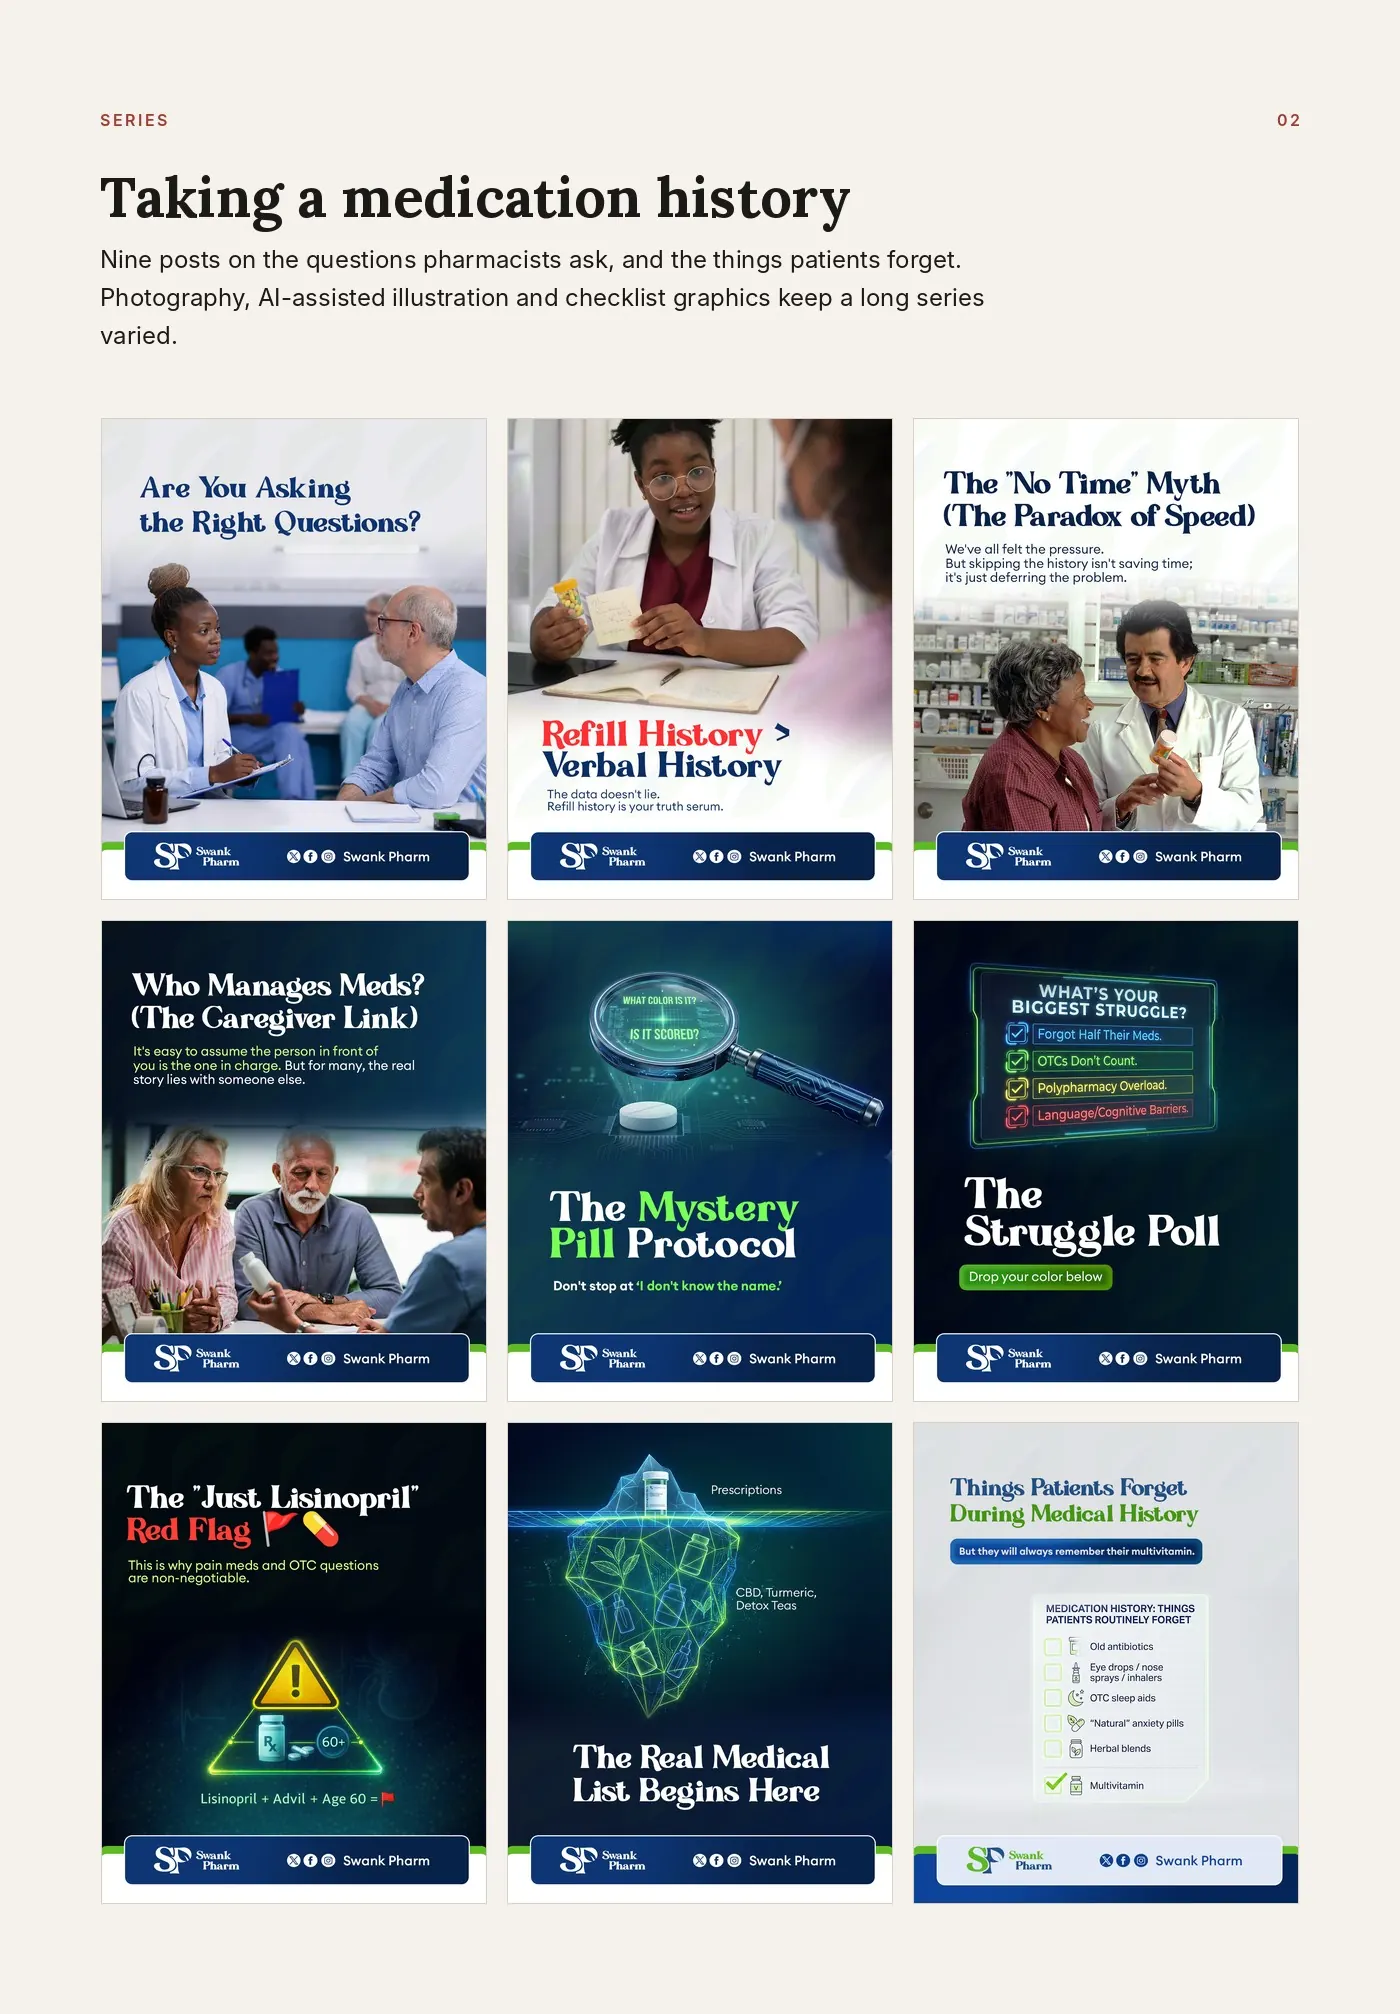 SERIES
02
Taking a medication history
Nine posts on the questions pharmacists ask, and the things patients forget.
Photography, AI-assisted illustration and checklist graphics keep a long series
varied.
Are You Asking
the Right Questions?
SP Swank
Pharm
Swank Pharm
Refill History >
Verbal History
The data doesn't lie.
Refill history is your truth serum.
SP Swank
Pharm
Swank Pharm
The "No Time" Myth
(The Paradox of Speed)
We've all felt the pressure.
But skipping the history isn't saving time;
it's just deferring the problem.
SP Swank
Pharm
Swank Pharm
Who Manages Meds?
(The Caregiver Link)
It's easy to assume the person in front of
you is the one in charge. But for many, the real
story lies with someone else.
SP Swank
Pharm
Swank Pharm
WHAT COLOR IS IT?
IS IT SCORED?
The Mystery
Pill Protocol
Don't stop at 'I don't know the name.'
SP Swank
Pharm
Swank Pharm
WHAT'S YOUR
BIGGEST STRUGGLE?
Forgot Half Their Meds.
OTCs Don't Count.
Polypharmacy Overload.
Language/Cognitive Barriers.
The
Struggle Poll
Drop your color below
SP Swank
Pharm
Swank Pharm
The "Just Lisinopril"
Red Flag 🚩💊
This is why pain meds and OTC questions
are non-negotiable.
Rx
60+
Lisinopril + Advil + Age 60 = 🚩
SP Swank
Pharm
Swank Pharm
Prescriptions
CBD, Turmeric,
Detox Teas
The Real Medical
List Begins Here
SP Swank
Pharm
Swank Pharm
Things Patients Forget
During Medical History
But they will always remember their multivitamin.
MEDICATION HISTORY: THINGS
PATIENTS ROUTINELY FORGET
Old antibiotics
Eye drops / nose
sprays / inhalers
OTC sleep aids
"Natural" anxiety pills
Herbal blends
Multivitamin
SP Swank
Pharm
Swank Pharm